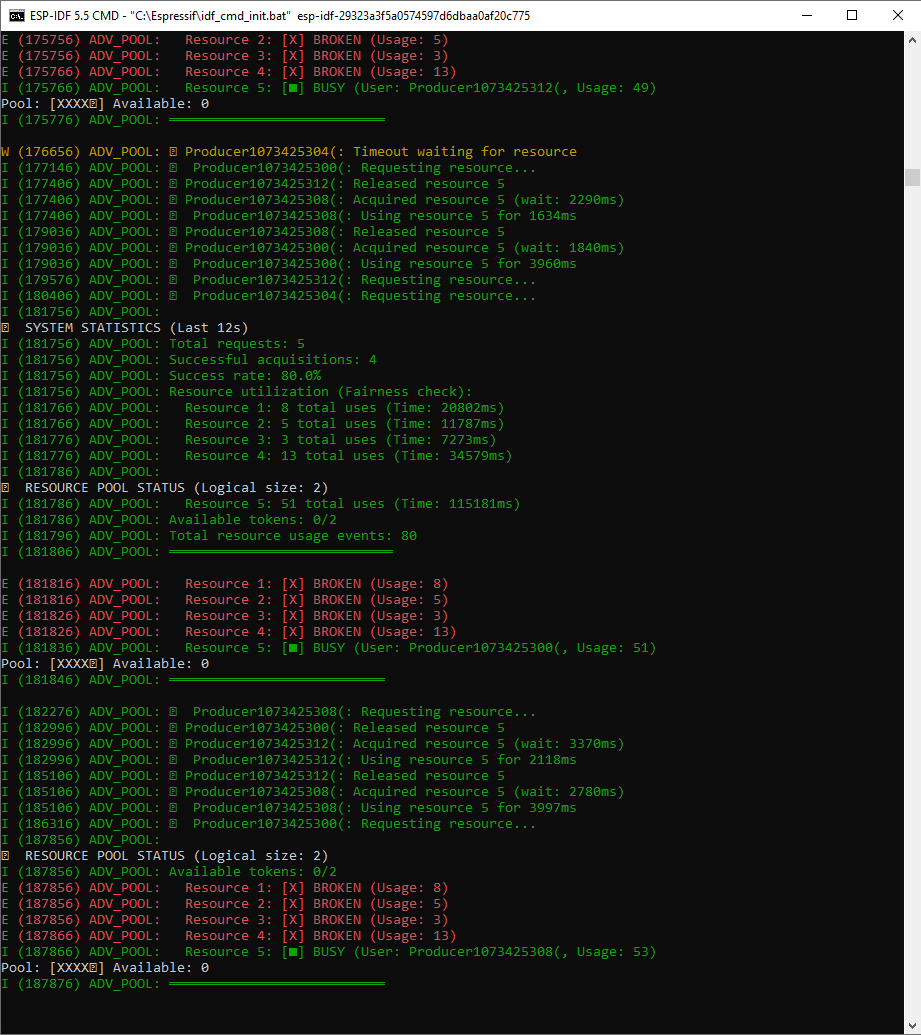 ESP-IDF 5.5 CMD - "C:\Espressif\idf_cmd_init.bat" esp-idf-29323a3f5a0574597d6dbaa0af20c775
E (175756) ADV_POOL:   Resource 2: [X] BROKEN (Usage: 5)
E (175756) ADV_POOL:   Resource 3: [X] BROKEN (Usage: 3)
E (175766) ADV_POOL:   Resource 4: [X] BROKEN (Usage: 13)
I (175766) ADV_POOL:   Resource 5: [■] BUSY (User: Producer1073425312(, Usage: 49)
Pool: [XXXX⍰] Available: 0
I (175776) ADV_POOL: ═══════════════════════════
W (176656) ADV_POOL: ⍰ Producer1073425304(: Timeout waiting for resource
I (177146) ADV_POOL: ⍰  Producer1073425300(: Requesting resource...
I (177406) ADV_POOL: ⍰ Producer1073425312(: Released resource 5
I (177406) ADV_POOL: ⍰ Producer1073425308(: Acquired resource 5 (wait: 2290ms)
I (177406) ADV_POOL: ⍰  Producer1073425308(: Using resource 5 for 1634ms
I (179036) ADV_POOL: ⍰ Producer1073425308(: Released resource 5
I (179036) ADV_POOL: ⍰ Producer1073425300(: Acquired resource 5 (wait: 1840ms)
I (179036) ADV_POOL: ⍰  Producer1073425300(: Using resource 5 for 3960ms
I (179576) ADV_POOL: ⍰  Producer1073425312(: Requesting resource...
I (180406) ADV_POOL: ⍰  Producer1073425304(: Requesting resource...
I (181756) ADV_POOL:
⍰  SYSTEM STATISTICS (Last 12s)
I (181756) ADV_POOL: Total requests: 5
I (181756) ADV_POOL: Successful acquisitions: 4
I (181756) ADV_POOL: Success rate: 80.0%
I (181756) ADV_POOL: Resource utilization (Fairness check):
I (181766) ADV_POOL:   Resource 1: 8 total uses (Time: 20802ms)
I (181766) ADV_POOL:   Resource 2: 5 total uses (Time: 11787ms)
I (181776) ADV_POOL:   Resource 3: 3 total uses (Time: 7273ms)
I (181776) ADV_POOL:   Resource 4: 13 total uses (Time: 34579ms)
I (181786) ADV_POOL:
⍰  RESOURCE POOL STATUS (Logical size: 2)
I (181786) ADV_POOL:   Resource 5: 51 total uses (Time: 115181ms)
I (181786) ADV_POOL: Available tokens: 0/2
I (181796) ADV_POOL: Total resource usage events: 80
I (181806) ADV_POOL: ════════════════════════════
E (181816) ADV_POOL:   Resource 1: [X] BROKEN (Usage: 8)
E (181816) ADV_POOL:   Resource 2: [X] BROKEN (Usage: 5)
E (181826) ADV_POOL:   Resource 3: [X] BROKEN (Usage: 3)
E (181826) ADV_POOL:   Resource 4: [X] BROKEN (Usage: 13)
I (181836) ADV_POOL:   Resource 5: [■] BUSY (User: Producer1073425300(, Usage: 51)
Pool: [XXXX⍰] Available: 0
I (181846) ADV_POOL: ═══════════════════════════
I (182276) ADV_POOL: ⍰  Producer1073425308(: Requesting resource...
I (182996) ADV_POOL: ⍰ Producer1073425300(: Released resource 5
I (182996) ADV_POOL: ⍰ Producer1073425312(: Acquired resource 5 (wait: 3370ms)
I (182996) ADV_POOL: ⍰  Producer1073425312(: Using resource 5 for 2118ms
I (185106) ADV_POOL: ⍰ Producer1073425312(: Released resource 5
I (185106) ADV_POOL: ⍰ Producer1073425308(: Acquired resource 5 (wait: 2780ms)
I (185106) ADV_POOL: ⍰  Producer1073425308(: Using resource 5 for 3997ms
I (186316) ADV_POOL: ⍰  Producer1073425300(: Requesting resource...
I (187856) ADV_POOL:
⍰  RESOURCE POOL STATUS (Logical size: 2)
I (187856) ADV_POOL: Available tokens: 0/2
E (187856) ADV_POOL:   Resource 1: [X] BROKEN (Usage: 8)
E (187856) ADV_POOL:   Resource 2: [X] BROKEN (Usage: 5)
E (187856) ADV_POOL:   Resource 3: [X] BROKEN (Usage: 3)
E (187866) ADV_POOL:   Resource 4: [X] BROKEN (Usage: 13)
I (187866) ADV_POOL:   Resource 5: [■] BUSY (User: Producer1073425308(, Usage: 53)
Pool: [XXXX⍰] Available: 0
I (187876) ADV_POOL: ═══════════════════════════